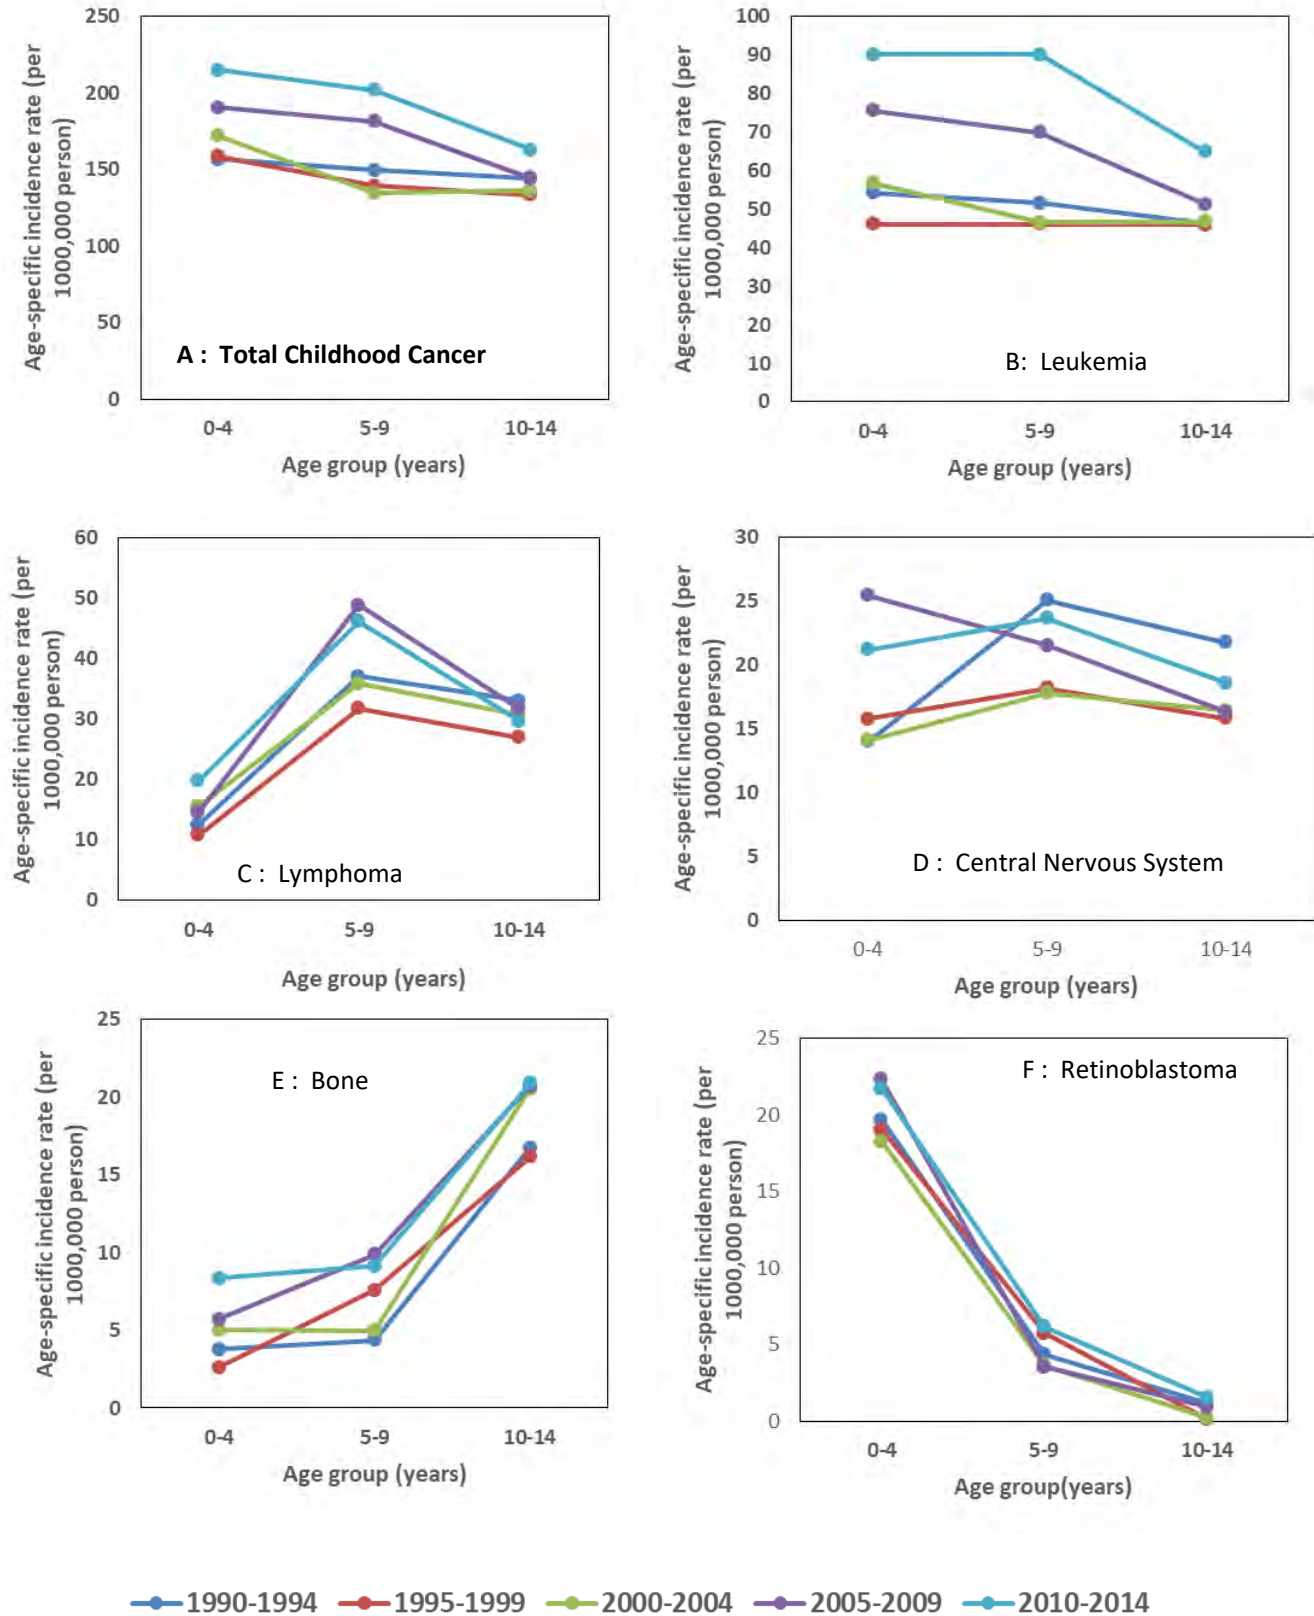 Age-specific incidence rate (per
1000,000 person)
250
200
150
100
50
0
A :  Total Childhood Cancer
0-4
5-9
10-14
Age group (years)
Age-specific incidence rate (per
1000,000 person)
100
90
80
70
60
50
40
30
20
10
0
B:  Leukemia
0-4
5-9
10-14
Age group (years)
Age-specific incidence rate (per
1000,000 person)
60
50
40
30
20
10
0
C :  Lymphoma
0-4
5-9
10-14
Age group (years)
Age-specific incidence rate (per
1000,000 person)
30
25
20
15
10
5
0
D :  Central Nervous System
0-4
5-9
10-14
Age group (years)
Age-specific incidence rate (per
1000,000 person)
25
20
15
10
5
0
E :  Bone
0-4
5-9
10-14
Age group (years)
Age-specific incidence rate (per
1000,000 person)
25
20
15
10
5
0
F :  Retinoblastoma
0-4
5-9
10-14
Age group(years)
1990-1994 1995-1999 2000-2004 2005-2009 2010-2014